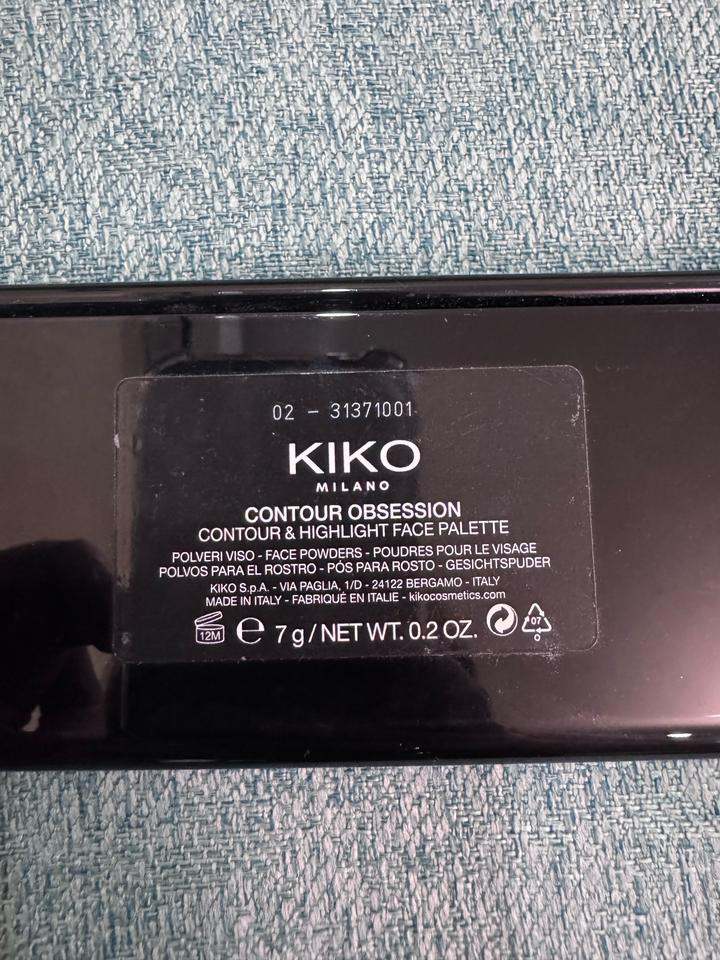 02 - 31371001
KIKO
MILANO
CONTOUR OBSESSION
CONTOUR & HIGHLIGHT FACE PALETTE
POLVERI VISO - FACE POWDERS - POUDRES POUR LE VISAGE
POLVOS PARA EL ROSTRO - PÓS PARA ROSTO - GESICHTSPUDER
KIKO S.p.A. - VIA PAGLIA, 1/D - 24122 BERGAMO - ITALY
MADE IN ITALY - FABRIQUÉ EN ITALIE - kikocosmetics.com
12M ℮ 7 g / NET WT. 0.2 OZ. 07
O